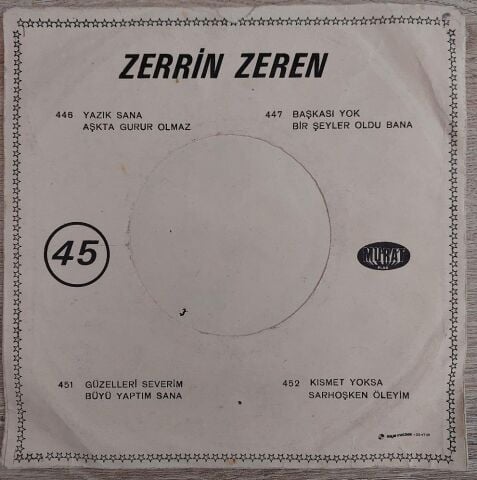 ZERRİN ZEREN
446 YAZIK SANA
AŞKTA GURUR OLMAZ
447 BAŞKASI YOK
BİR ŞEYLER OLDU BANA
45
MURAT
PLAK
451 GÜZELLERİ SEVERİM
BÜYÜ YAPTIM SANA
452 KISMET YOKSA
SARHOŞKEN ÖLEYİM